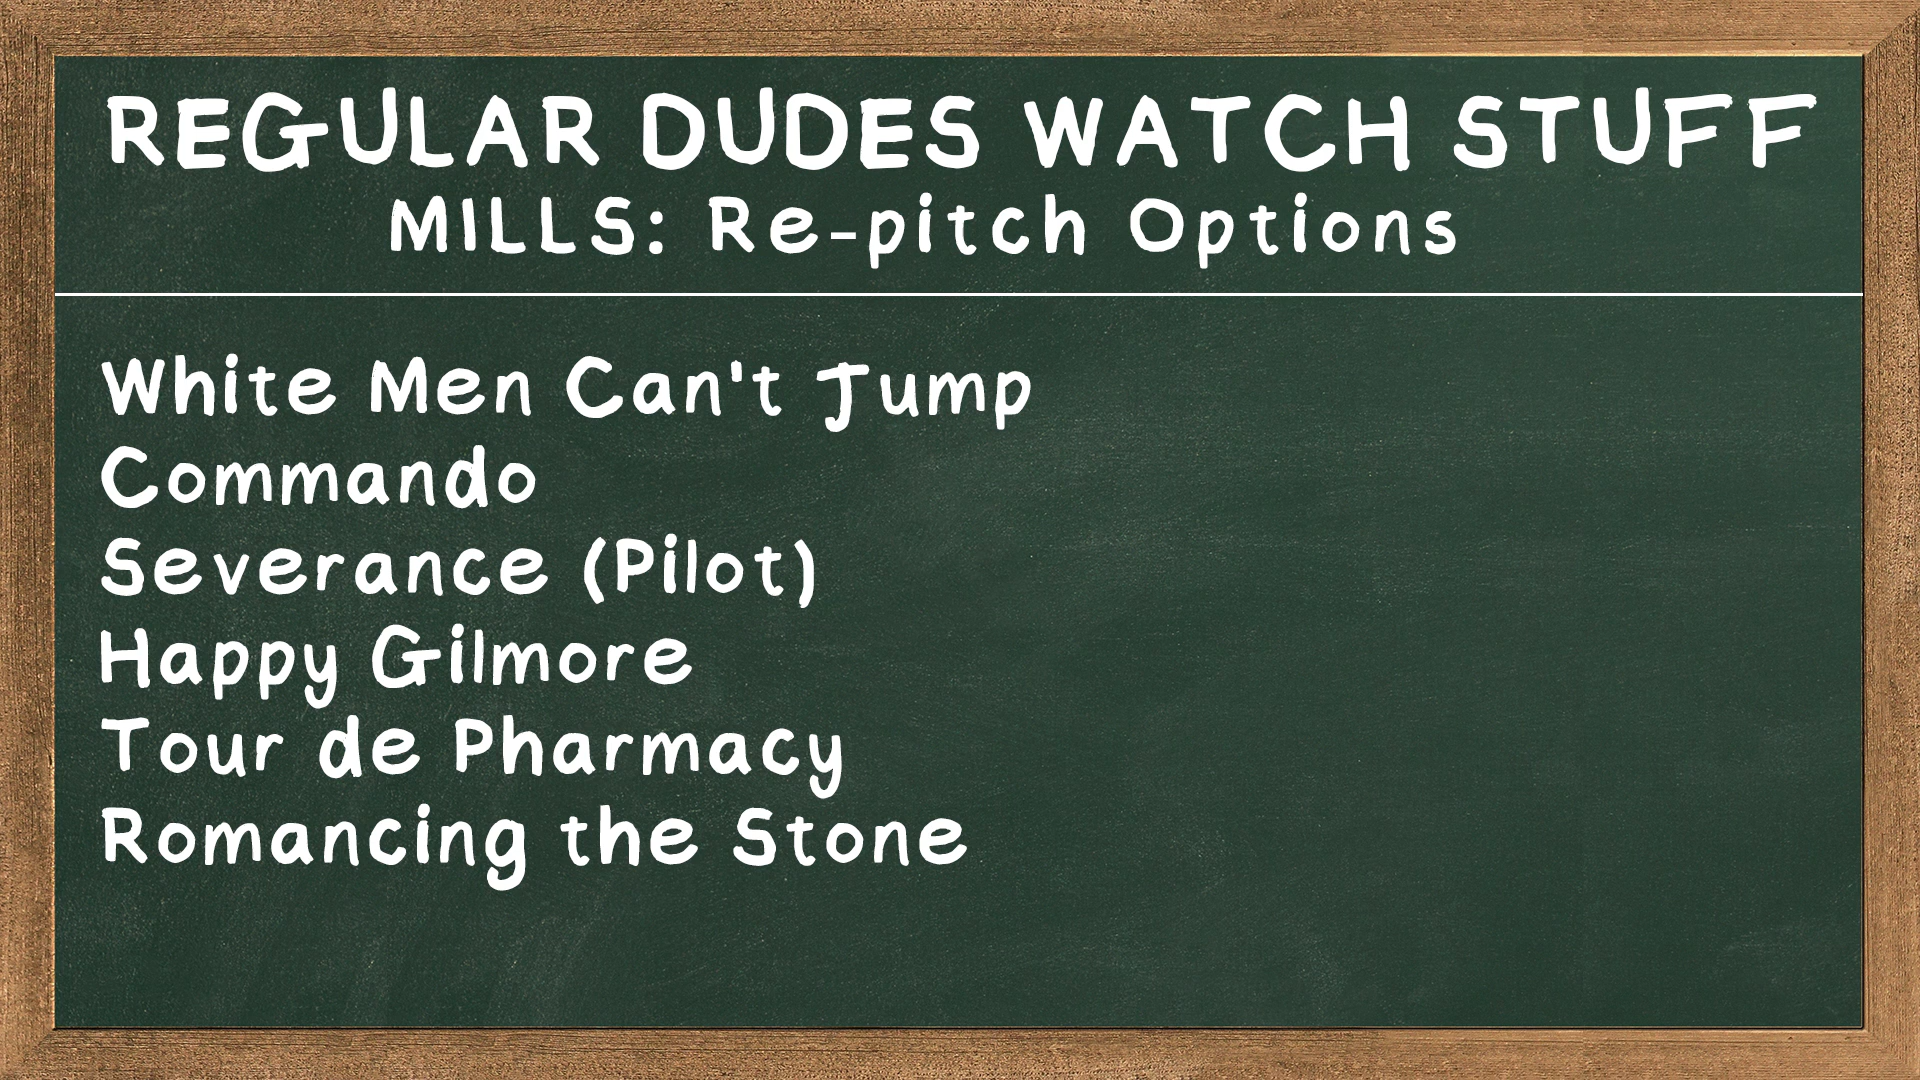 REGULAR DUDES WATCH STUFF
MILLS: Re-pitch Options
White Men Can't Jump
Commando
Severance (Pilot)
Happy Gilmore
Tour de Pharmacy
Romancing the Stone